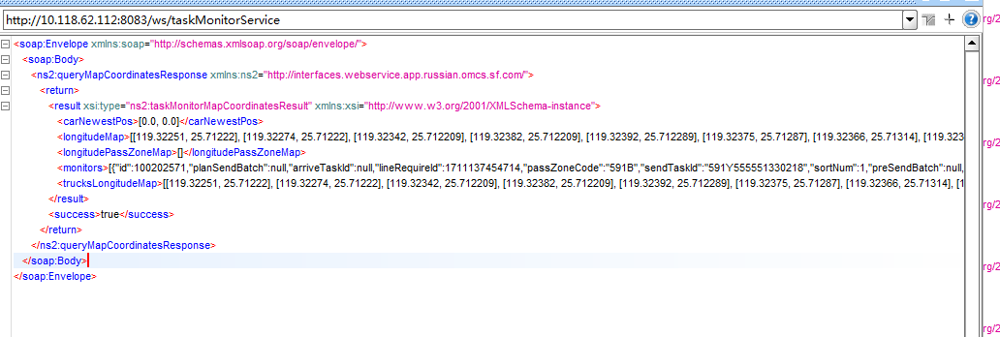 http://10.118.62.112:8083/ws/taskMonitorService
<soap:Envelope xmlns:soap="http://schemas.xmlsoap.org/soap/envelope/">
<soap:Body>
<ns2:queryMapCoordinatesResponse xmlns:ns2="http://interfaces.webservice.app.russian.omcs.sf.com/">
<return>
<result xsi:type="ns2:taskMonitorMapCoordinatesResult" xmlns:xsi="http://www.w3.org/2001/XMLSchema-instance">
<carNewestPos>[0.0, 0.0]</carNewestPos>
<longitudeMap>[[119.32251, 25.71222], [119.32274, 25.71222], [119.32342, 25.712209], [119.32382, 25.712209], [119.32392, 25.712289], [119.32375, 25.71287], [119.32366, 25.71314], [119.323
<longitudePassZoneMap>[]</longitudePassZoneMap>
<monitors>[{"id":100202571,"planSendBatch":null,"arriveTaskId":null,"lineRequireId":1711137454714,"passZoneCode":"591B","sendTaskId":"591Y555551330218","sortNum":1,"preSendBatch":null,
<trucksLongitudeMap>[[119.32251, 25.71222], [119.32274, 25.71222], [119.32342, 25.712209], [119.32382, 25.712209], [119.32392, 25.712289], [119.32375, 25.71287], [119.32366, 25.71314], [1
</result>
<success>true</success>
</return>
</ns2:queryMapCoordinatesResponse>
</soap:Body>
</soap:Envelope>
rg/2
rg/2
rg/2
rg/2
rg/2
rg/2